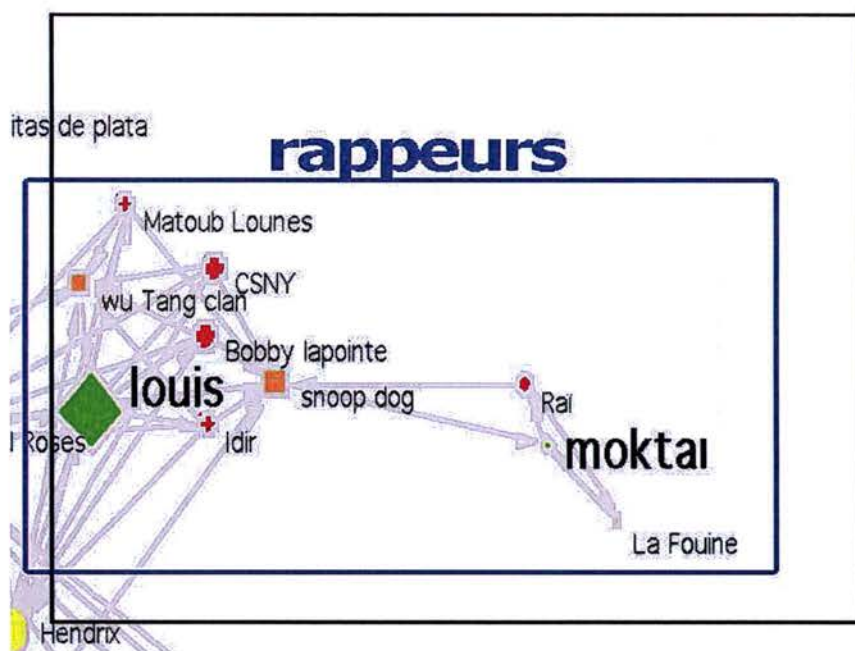 itas de plata
rappeurs
Matoub Lounes
CSNY
wu Tang clan
Bobby lapointe
louis
snoop dog
Raï
l Roses
Idir
moktaı
La Fouine
Hendrix